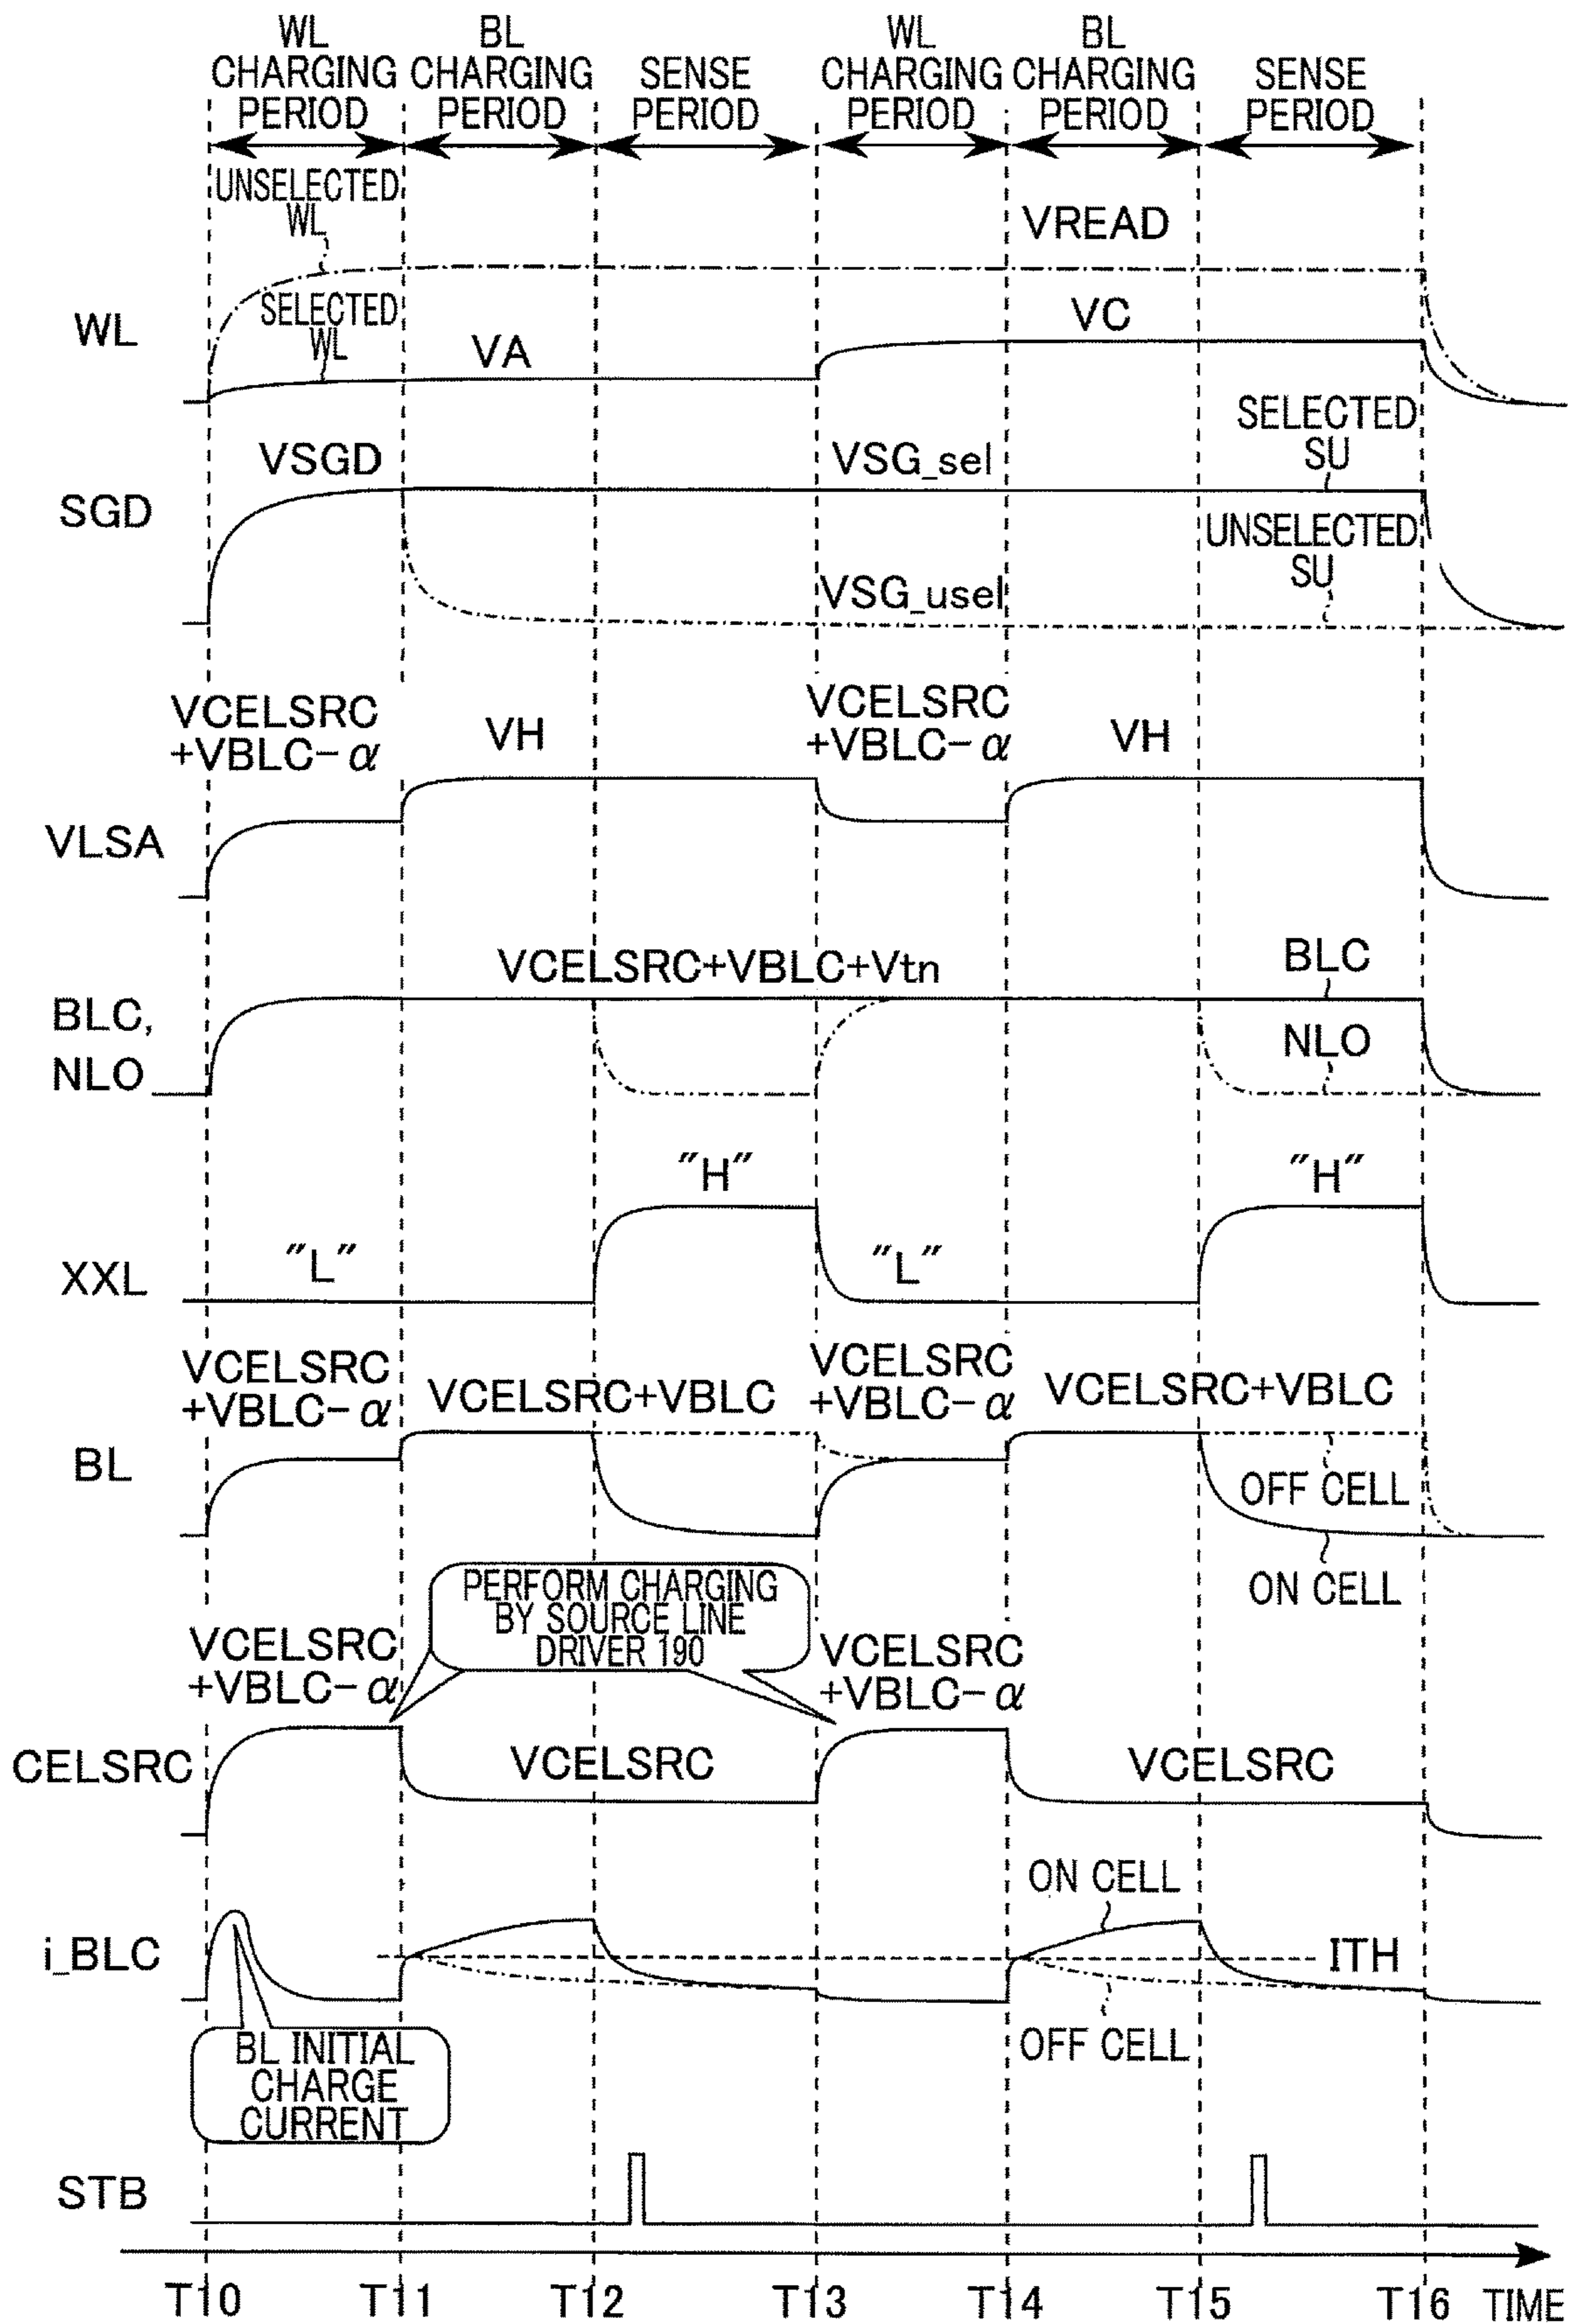 WL
CHARGING
PERIOD
BL
CHARGING
PERIOD
SENSE
PERIOD
WL
CHARGING
PERIOD
BL
CHARGING
PERIOD
SENSE
PERIOD
UNSELECTED
WL
VREAD
SELECTED
WL
WL
VA
VC
SELECTED
SU
VSGD
VSG_sel
SGD
UNSELECTED
SU
VSG_usel
VCELSRC
+VBLC-α
VH
VCELSRC
+VBLC-α
VH
VLSA
VCELSRC+VBLC+Vtn
BLC
BLC,
NLO
NLO
"H"
"H"
"L"
"L"
XXL
VCELSRC
+VBLC-α
VCELSRC+VBLC
VCELSRC
+VBLC-α
VCELSRC+VBLC
BL
OFF CELL
ON CELL
PERFORM CHARGING
BY SOURCE LINE
DRIVER 190
VCELSRC
+VBLC-α
VCELSRC
+VBLC-α
CELSRC
VCELSRC
VCELSRC
ON CELL
i_BLC
ITH
OFF CELL
BL INITIAL
CHARGE
CURRENT
STB
T10
T11
T12
T13
T14
T15
T16
TIME